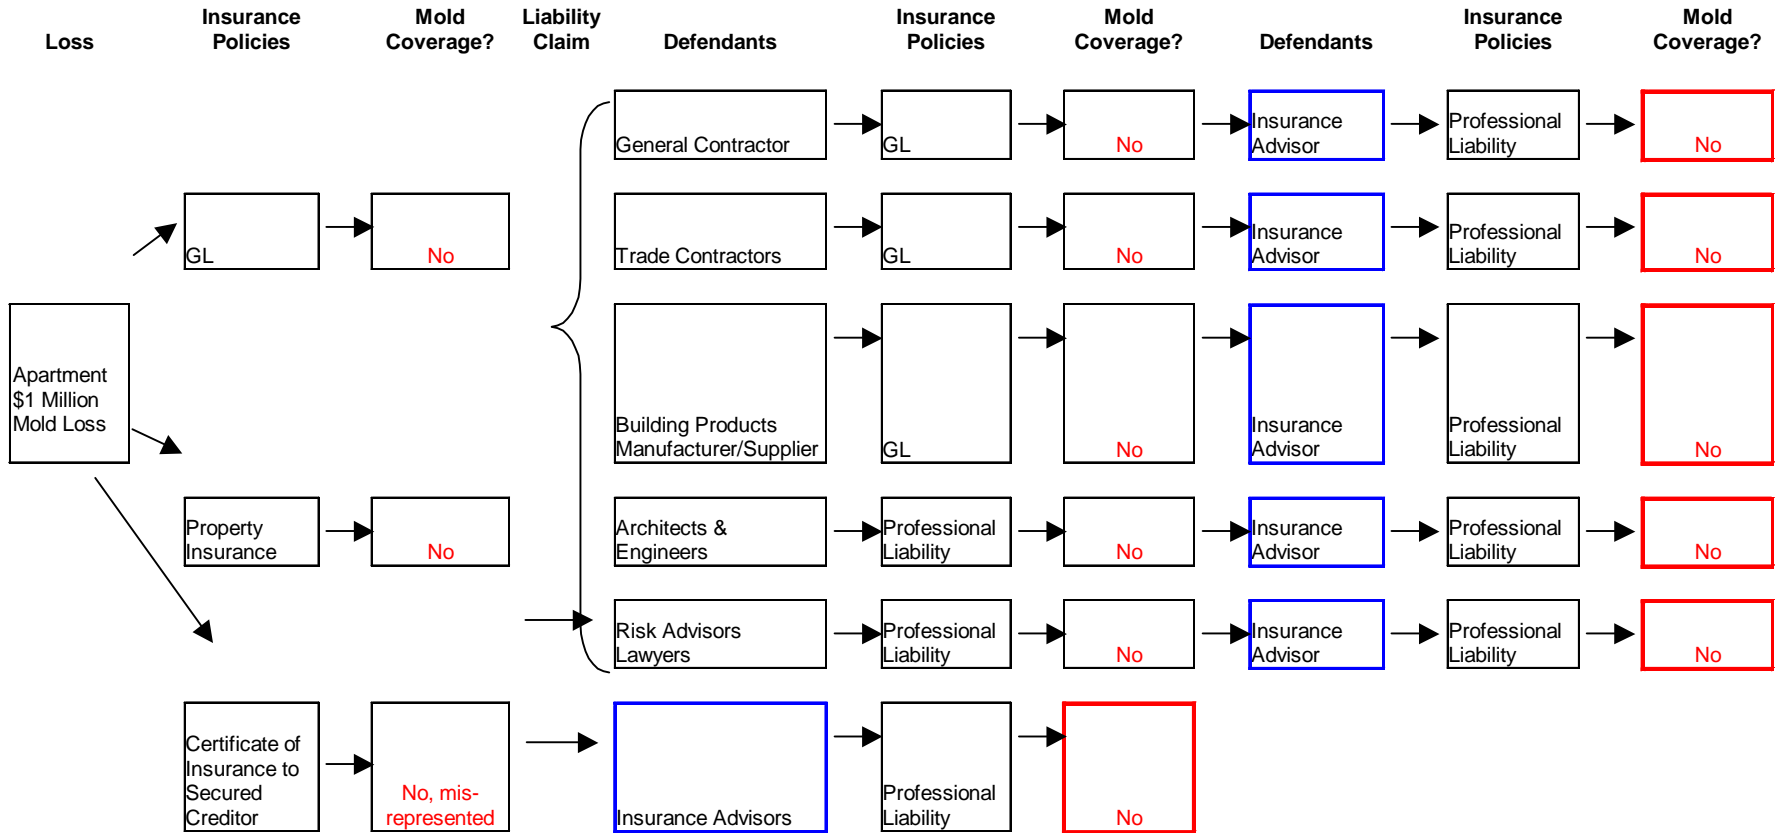 Loss
Insurance
Policies
Mold
Coverage?
Liability
Claim
Defendants
Insurance
Policies
Mold
Coverage?
Defendants
Insurance
Policies
Mold
Coverage?
General Contractor
GL
No
Insurance
Advisor
Professional
Liability
No
GL
No
Trade Contractors
GL
No
Insurance
Advisor
Professional
Liability
No
Apartment
$1 Million
Mold Loss
Building Products
Manufacturer/Supplier
GL
No
Insurance
Advisor
Professional
Liability
No
Property
Insurance
No
Architects &
Engineers
Professional
Liability
No
Insurance
Advisor
Professional
Liability
No
Risk Advisors
Lawyers
Professional
Liability
No
Insurance
Advisor
Professional
Liability
No
Certificate of
Insurance to
Secured
Creditor
No, mis-
represented
Insurance Advisors
Professional
Liability
No